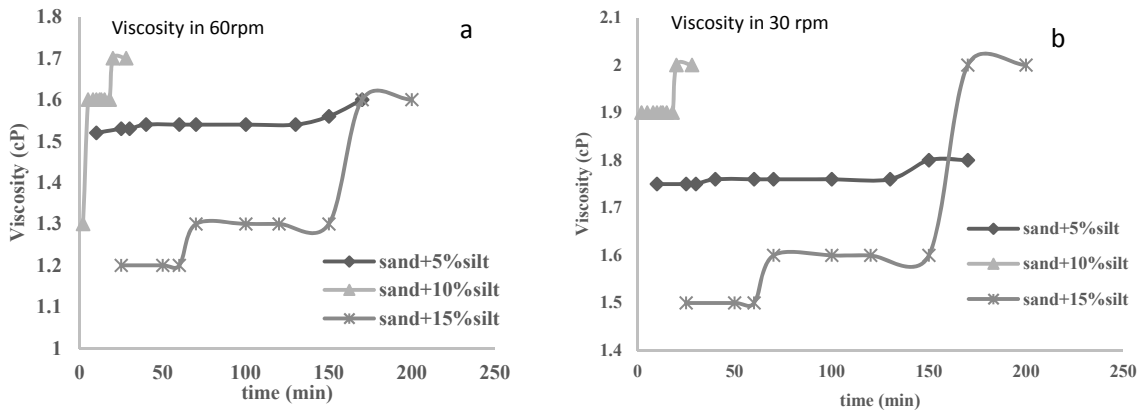 Viscosity in 60rpm
a
1.8
1.7
1.6
1.5
1.4
1.3
1.2
1.1
1
Viscosity (cP)
0 50 100 150 200 250
time (min)
sand+5%silt
sand+10%silt
sand+15%silt
Viscosity in 30 rpm
b
2.1
2
1.9
1.8
1.7
1.6
1.5
1.4
Viscosity (cP)
0 50 100 150 200 250
time (min)
sand+5%silt
sand+10%silt
sand+15%silt